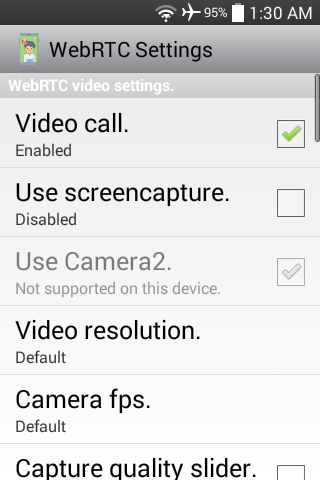 95% 1:30 AM
WebRTC Settings
WebRTC video settings.
Video call.
Enabled
Use screencapture.
Disabled
Use Camera2.
Not supported on this device.
Video resolution.
Default
Camera fps.
Default
Capture quality slider.